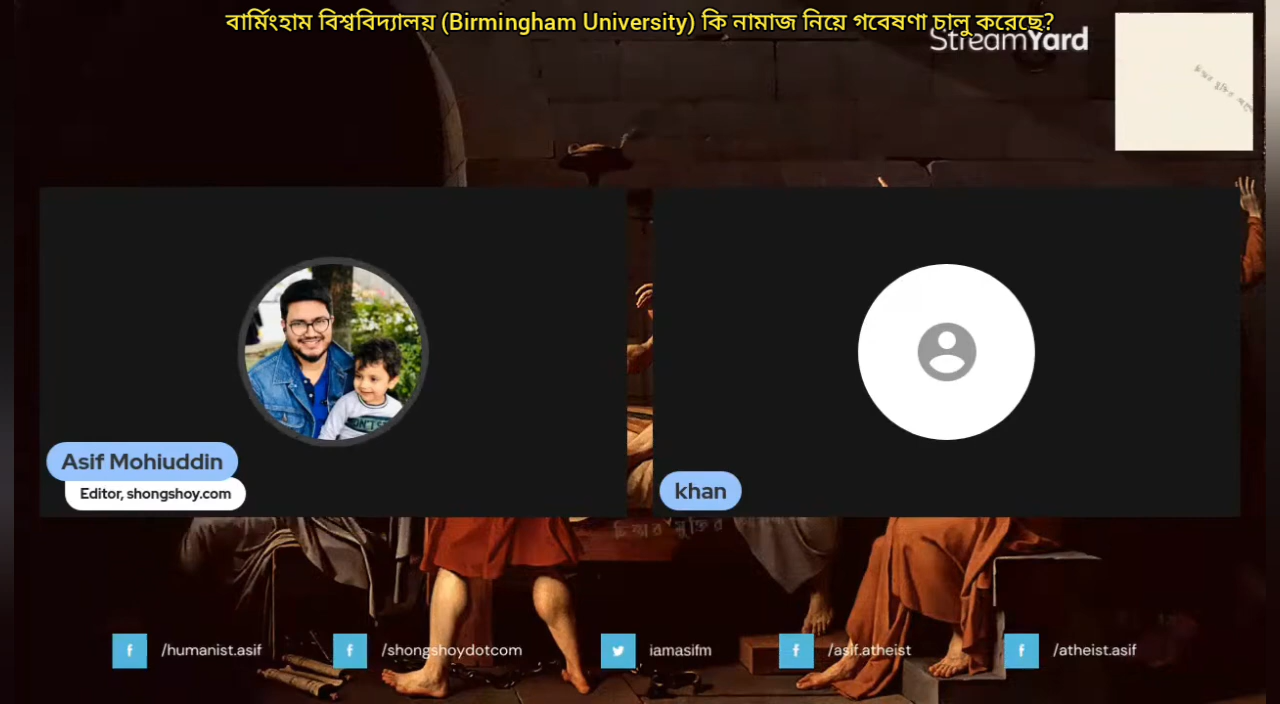 বার্মিংহাম বিশ্ববিদ্যালয় (Birmingham University) কি নামাজ নিয়ে গবেষণা চালু করেছে?
StreamYard
চিন্তার মুক্তির
Asif Mohiuddin
Editor, shongshoy.com
khan
চিন্তার মুক্তির
/humanist.asif
/shongshoydotcom
iamasifm
/asif.atheist
/atheist.asif